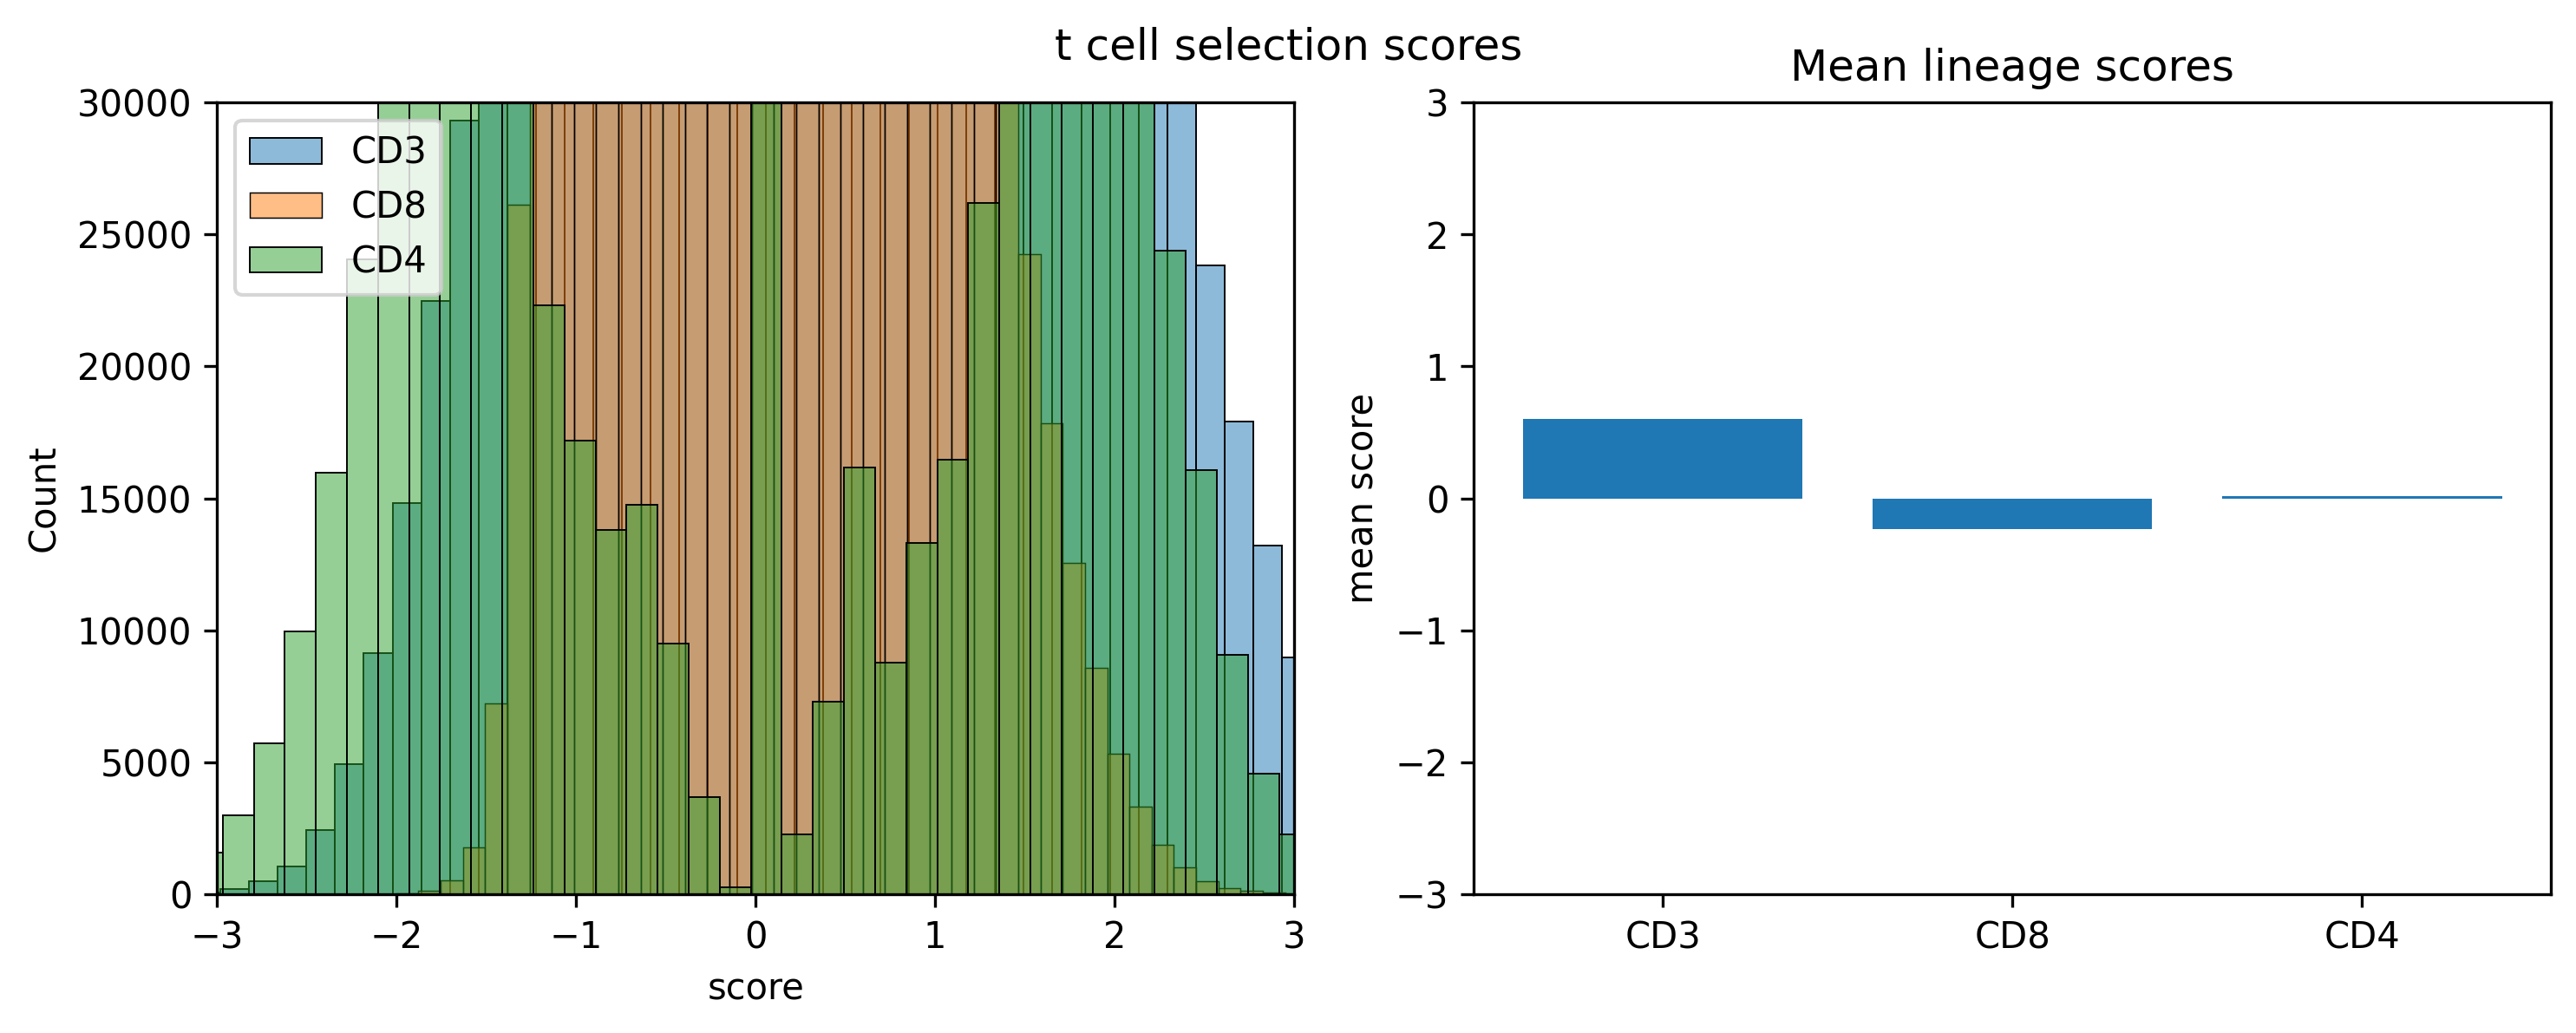 t cell selection scores
Mean lineage scores
30000
25000
20000
15000
10000
5000
0
Count
CD3
CD8
CD4
−3
−2
−1
0
1
2
3
score
3
2
1
0
−1
−2
−3
mean score
CD3
CD8
CD4